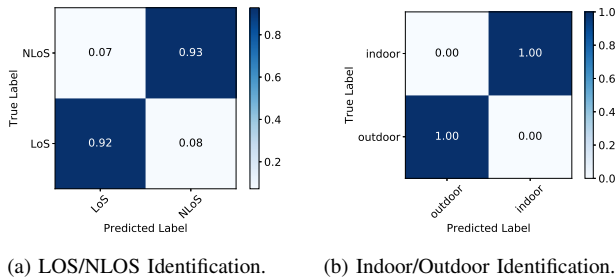 NLoS
LoS
True Label
0.07
0.93
0.92
0.08
LoS
NLoS
Predicted Label
0.8
0.6
0.4
0.2
(a) LOS/NLOS Identification.
indoor
outdoor
True Label
0.00
1.00
1.00
0.00
outdoor
indoor
Predicted Label
1.0
0.8
0.6
0.4
0.2
0.0
(b) Indoor/Outdoor Identification.